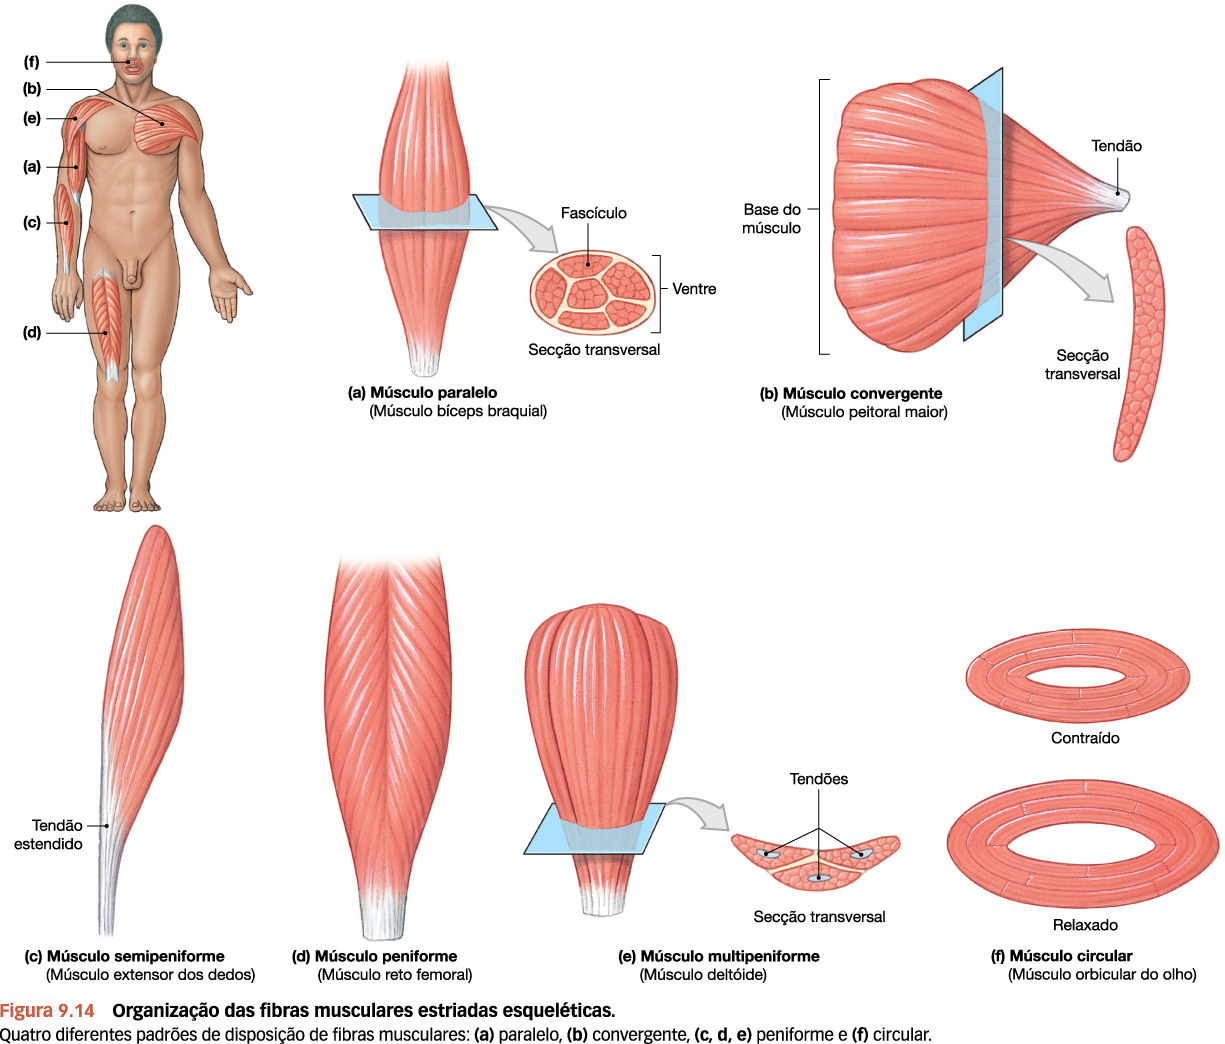 (f)
(b)
(e)
(a)
(c)
(d)
Fascículo
Ventre
Secção transversal
(a) Músculo paralelo
(Músculo bíceps braquial)
Tendão
Base do
músculo
Secção
transversal
(b) Músculo convergente
(Músculo peitoral maior)
Tendão
estendido
(c) Músculo semipeniforme
(Músculo extensor dos dedos)
(d) Músculo peniforme
(Músculo reto femoral)
Tendões
Secção transversal
(e) Músculo multipeniforme
(Músculo deltóide)
Contraído
Relaxado
(f) Músculo circular
(Músculo orbicular do olho)
Figura 9.14 Organização das fibras musculares estriadas esqueléticas.
Quatro diferentes padrões de disposição de fibras musculares: (a) paralelo, (b) convergente, (c, d, e) peniforme e (f) circular.